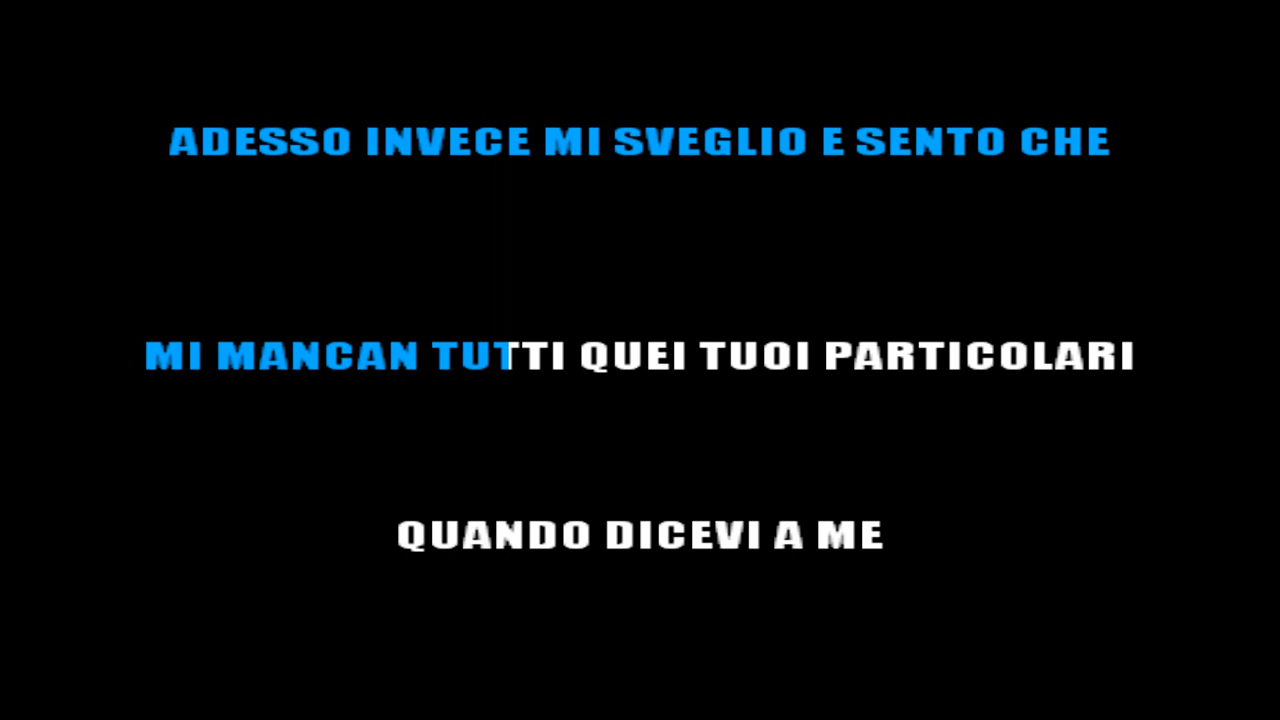 ADESSO INVECE MI SVEGLIO E SENTO CHE
MI MANCAN TUTTI QUEI TUOI PARTICOLARI
QUANDO DICEVI A ME